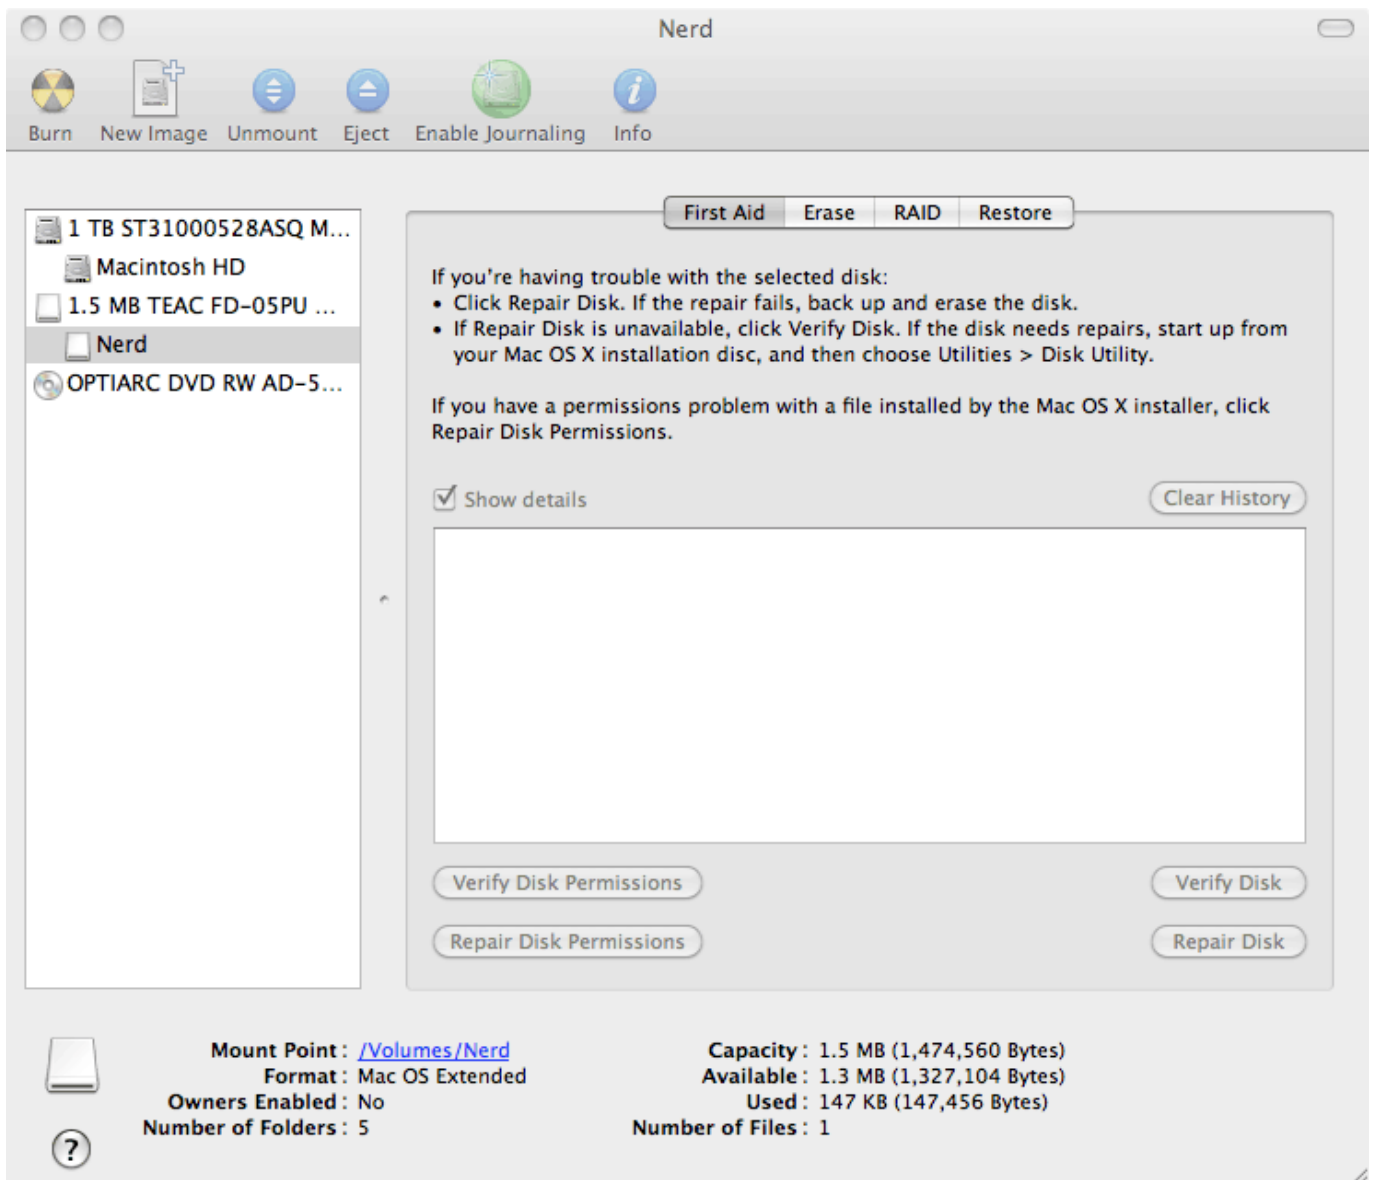 Nerd
Burn New Image Unmount Eject Enable Journaling Info
1 TB ST31000528ASQ M...
Macintosh HD
1.5 MB TEAC FD-05PU ...
Nerd
OPTIARC DVD RW AD-5...
First Aid Erase RAID Restore
If you're having trouble with the selected disk:
• Click Repair Disk. If the repair fails, back up and erase the disk.
• If Repair Disk is unavailable, click Verify Disk. If the disk needs repairs, start up from
your Mac OS X installation disc, and then choose Utilities > Disk Utility.
If you have a permissions problem with a file installed by the Mac OS X installer, click
Repair Disk Permissions.
Show details Clear History
Verify Disk Permissions Verify Disk
Repair Disk Permissions Repair Disk
Mount Point : /Volumes/Nerd Capacity : 1.5 MB (1,474,560 Bytes)
Format : Mac OS Extended Available : 1.3 MB (1,327,104 Bytes)
Owners Enabled : No Used : 147 KB (147,456 Bytes)
Number of Folders : 5 Number of Files : 1
?